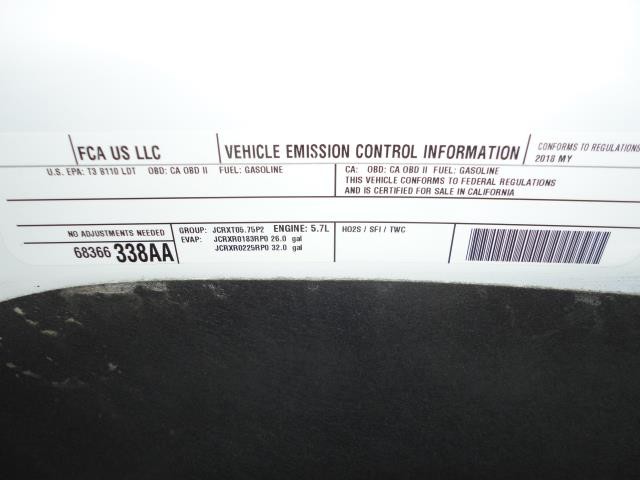 FCA US LLC
VEHICLE EMISSION CONTROL INFORMATION
CONFORMS TO REGULATIONS
2018 MY
U.S. EPA: T3 B110 LDT OBD: CA OBD II FUEL: GASOLINE
CA: OBD: CA OBD II FUEL: GASOLINE
THIS VEHICLE CONFORMS TO FEDERAL REGULATIONS
AND IS CERTIFIED FOR SALE IN CALIFORNIA
NO ADJUSTMENTS NEEDED
68366 338AA
GROUP: JCRXT05.75P2 ENGINE: 5.7L
EVAP: JCRXR0183RP0 26.0 gal
JCRXR0225RP0 32.0 gal
HO2S / SFI / TWC